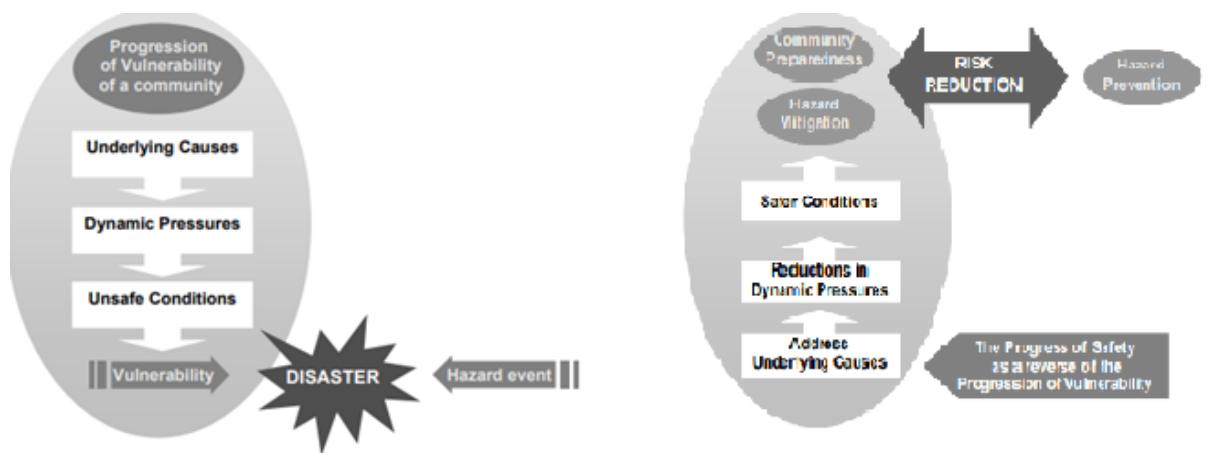 Progression
of Vulnerability
of a community
Underlying Causes
Dynamic Pressures
Unsafe Conditions
Vulnerability
DISASTER
Hazard event
Community
Preparedness
Hazard
Mitigation
RISK
REDUCTION
Hazard
Prevention
Safer Conditions
Reductions in
Dynamic Pressures
Address
Underlying Causes
The Progress of Safety
as a reverse of the
Progression of Vulnerability